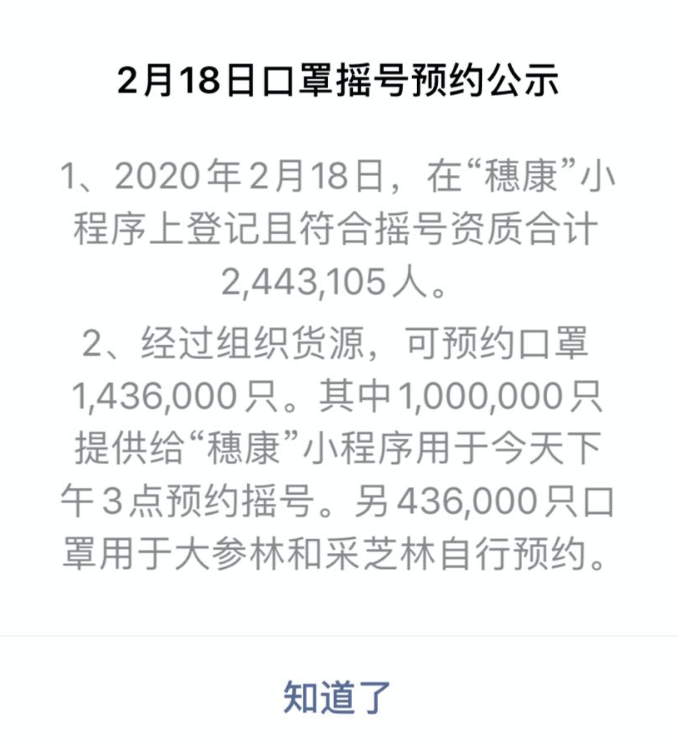 2月18日口罩摇号预约公示
1、2020年2月18日，在“穗康”小
程序上登记且符合摇号资质合计
2,443,105人。
2、经过组织货源，可预约口罩
1,436,000只。其中1,000,000只
提供给“穗康”小程序用于今天下
午3点预约摇号。另436,000只口
罩用于大参林和采芝林自行预约。
知道了